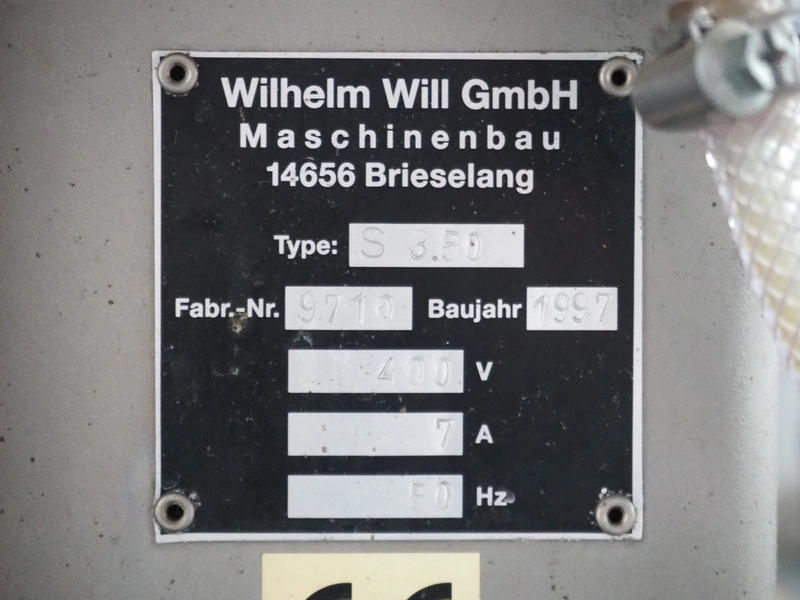 Wilhelm Will GmbH
Maschinenbau
14656 Brieselang
Type: S 3.50
Fabr.-Nr. 9710 Baujahr 1997
400 V
7 A
50 Hz